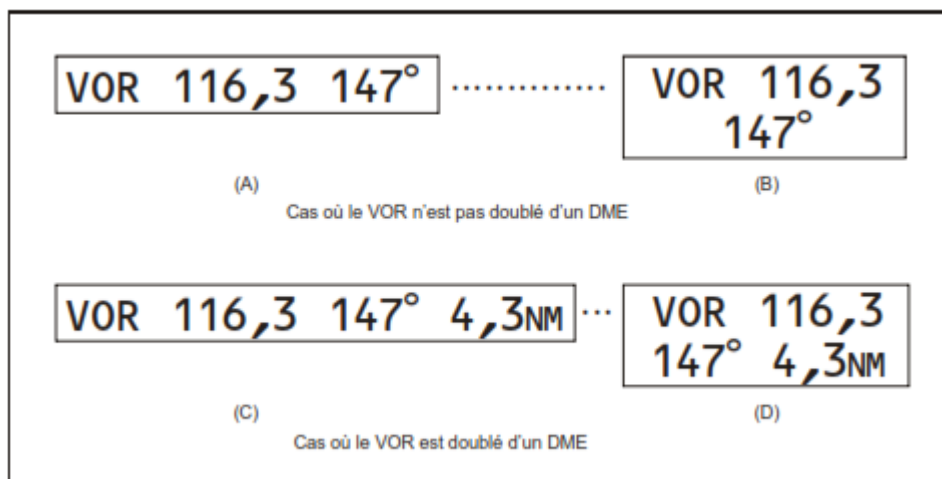 VOR 116,3 147° ..............
VOR 116,3
147°
(A)
(B)
Cas où le VOR n'est pas doublé d'un DME
VOR 116,3 147° 4,3NM ...
VOR 116,3
147° 4,3NM
(C)
(D)
Cas où le VOR est doublé d'un DME